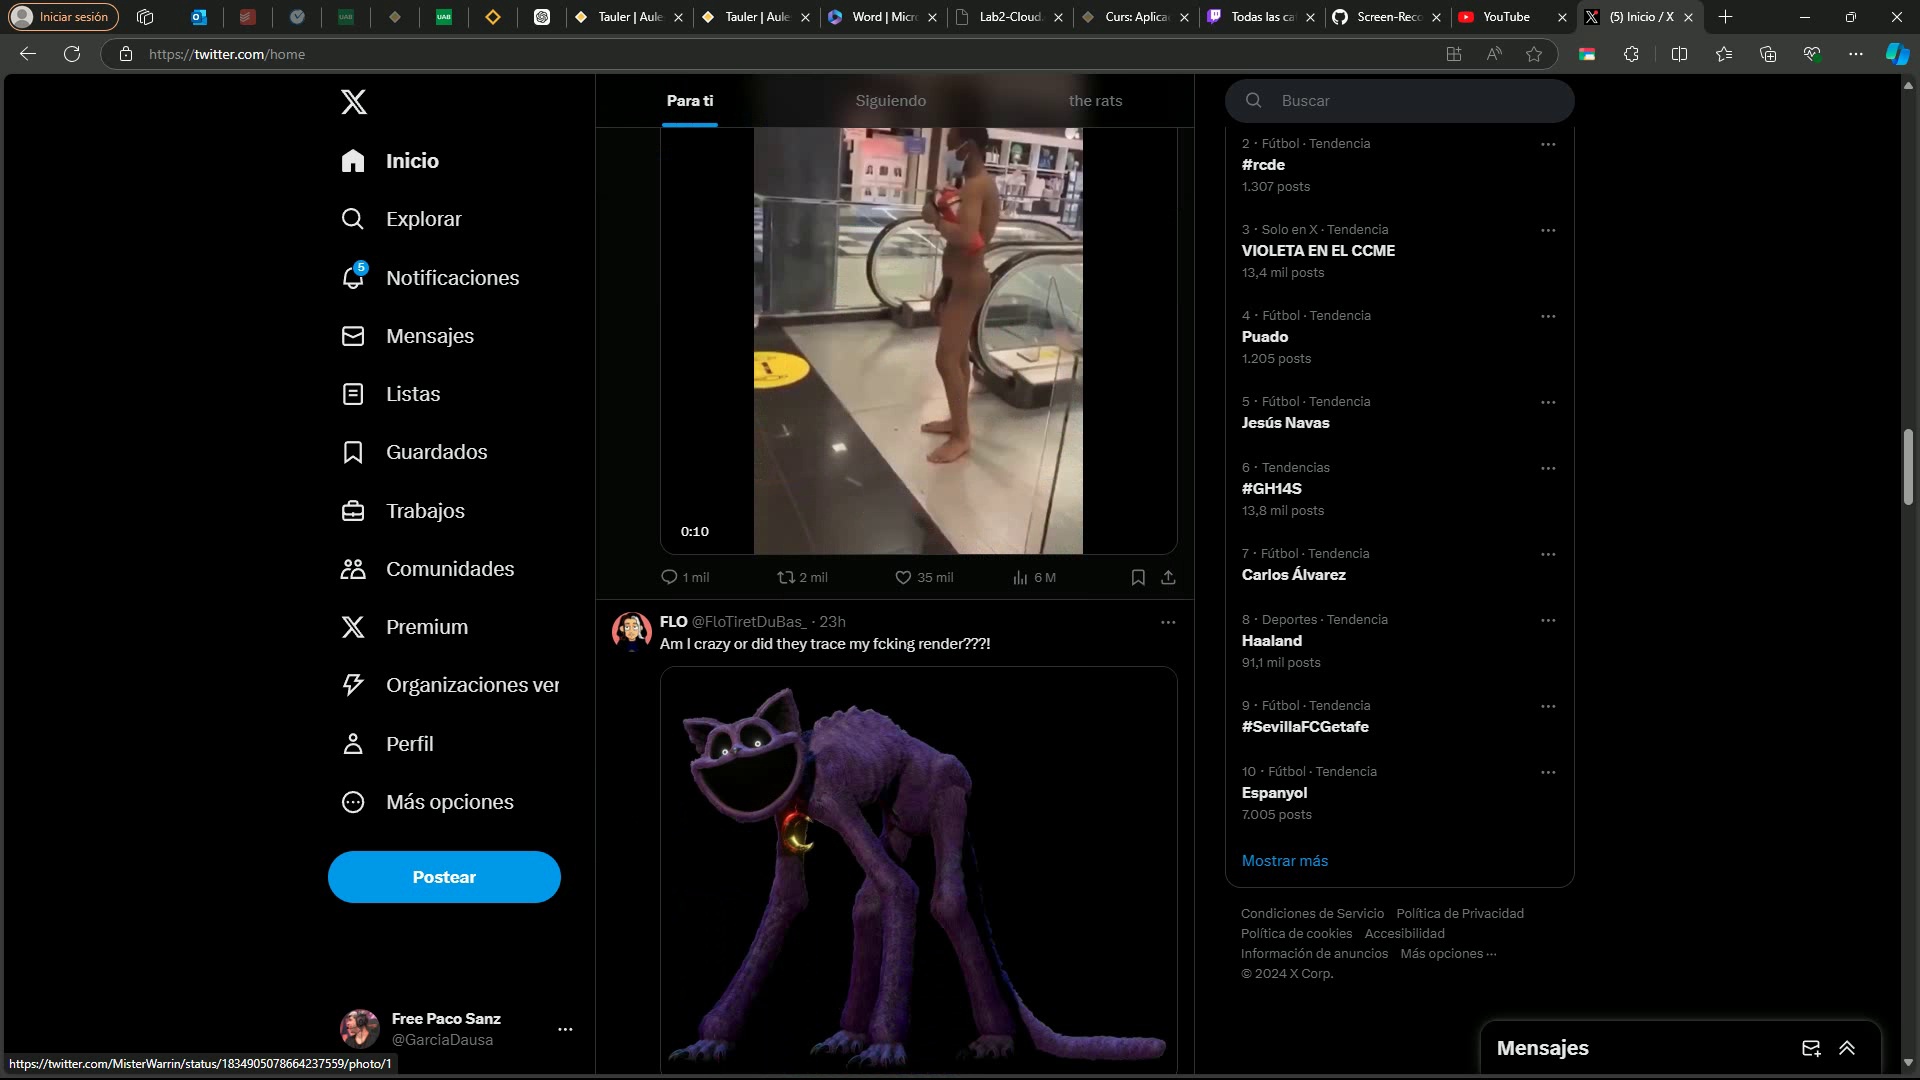 Iniciar sesión
Tauler | Aule
Tauler | Aule
Word | Micr
Lab2-Cloud
Curs: Aplica
Todas las ca
Screen-Reco
YouTube
(5) Inicio / X
https://twitter.com/home
Inicio
Explorar
5
Notificaciones
Mensajes
Listas
Guardados
Trabajos
Comunidades
Premium
Organizaciones ver
Perfil
Más opciones
Postear
Free Paco Sanz
@GarciaDausa
https://twitter.com/MisterWarrin/status/1834905078664237559/photo/1
Para ti
Siguiendo
the rats
0:10
1 mil
2 mil
35 mil
6 M
FLO @FloTiretDuBas_ · 23h
Am I crazy or did they trace my fcking render???!
Buscar
2 · Fútbol · Tendencia
#rcde
1.307 posts
3 · Solo en X · Tendencia
VIOLETA EN EL CCME
13,4 mil posts
4 · Fútbol · Tendencia
Puado
1.205 posts
5 · Fútbol · Tendencia
Jesús Navas
6 · Tendencias
#GH14S
13,8 mil posts
7 · Fútbol · Tendencia
Carlos Álvarez
8 · Deportes · Tendencia
Haaland
91,1 mil posts
9 · Fútbol · Tendencia
#SevillaFCGetafe
10 · Fútbol · Tendencia
Espanyol
7.005 posts
Mostrar más
Condiciones de Servicio Política de Privacidad
Política de cookies Accesibilidad
Información de anuncios Más opciones ···
© 2024 X Corp.
Mensajes